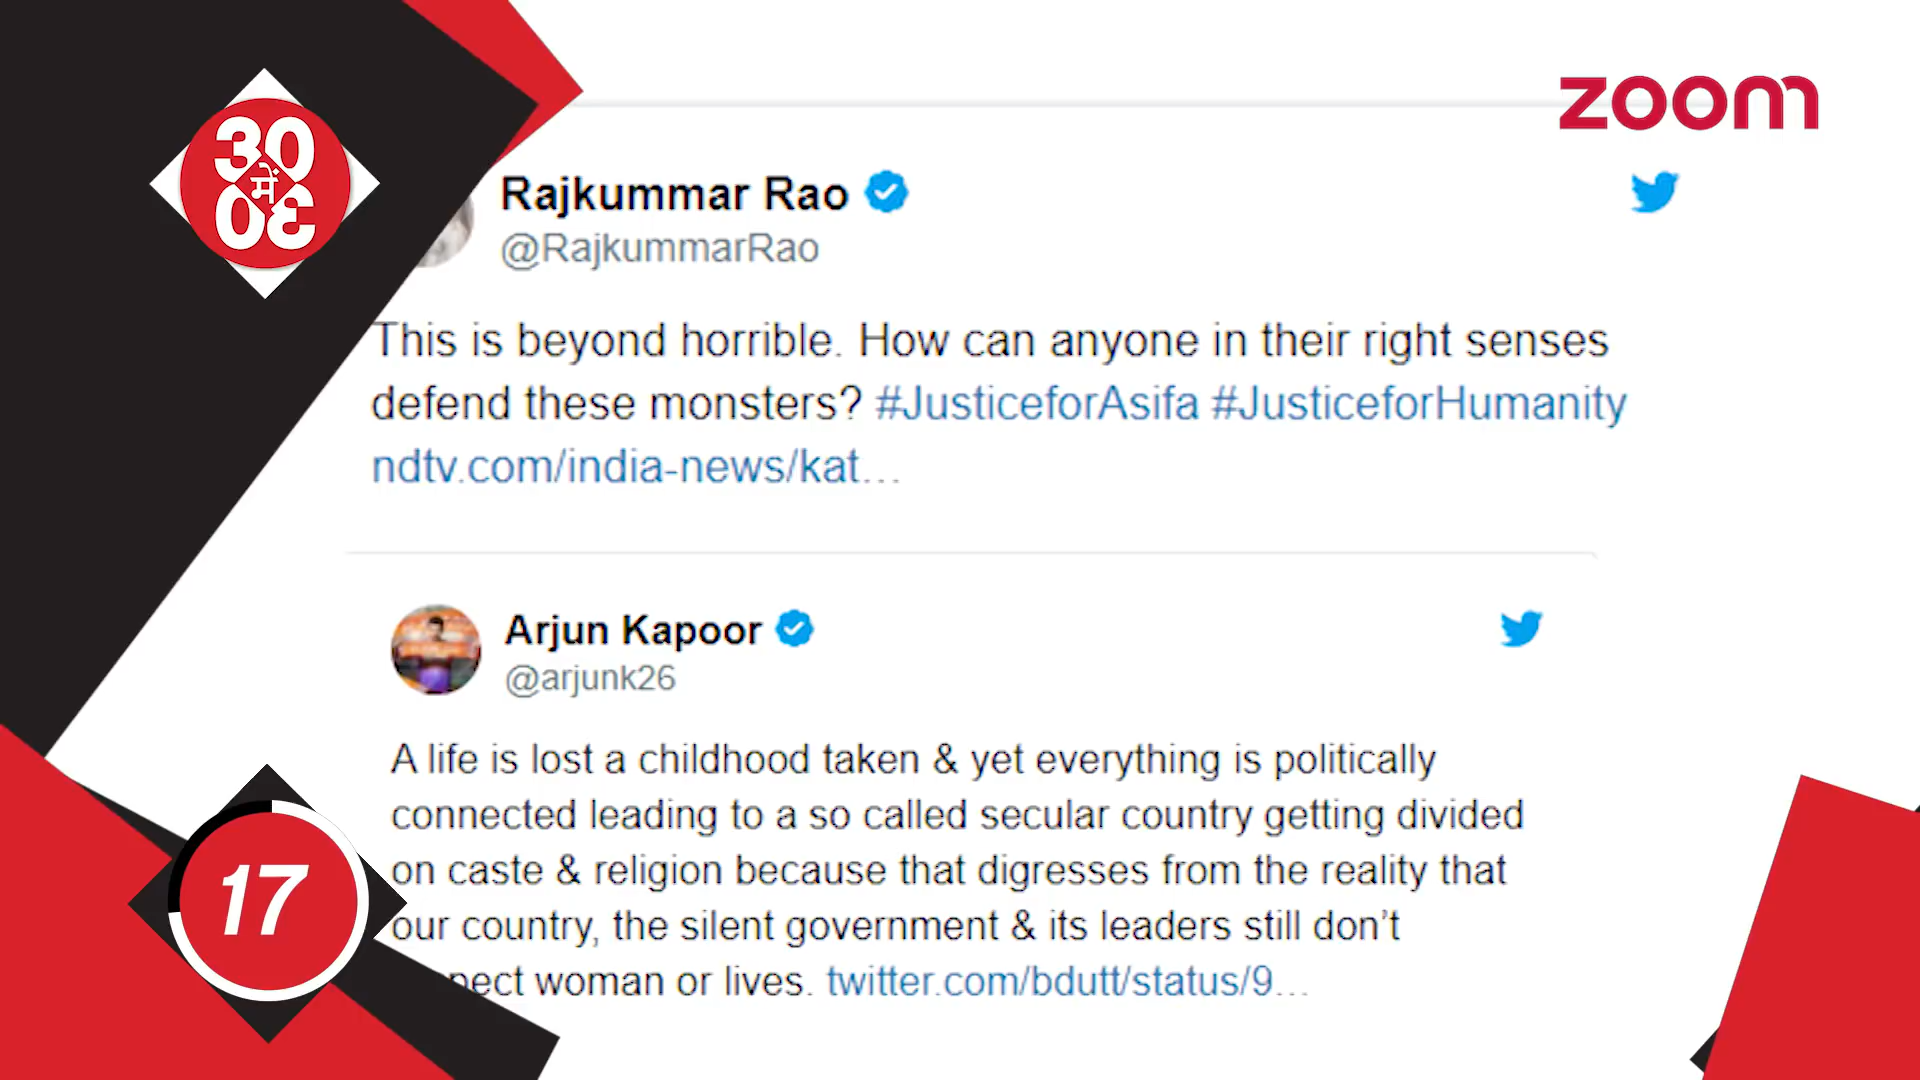 30
में
30
zoom
Rajkummar Rao
@RajkummarRao
This is beyond horrible. How can anyone in their right senses
defend these monsters? #JusticeforAsifa #JusticeforHumanity
ndtv.com/india-news/kat…
Arjun Kapoor
@arjunk26
A life is lost a childhood taken & yet everything is politically
connected leading to a so called secular country getting divided
on caste & religion because that digresses from the reality that
our country, the silent government & its leaders still don’t
woman or lives. twitter.com/bdutt/status/9…
17